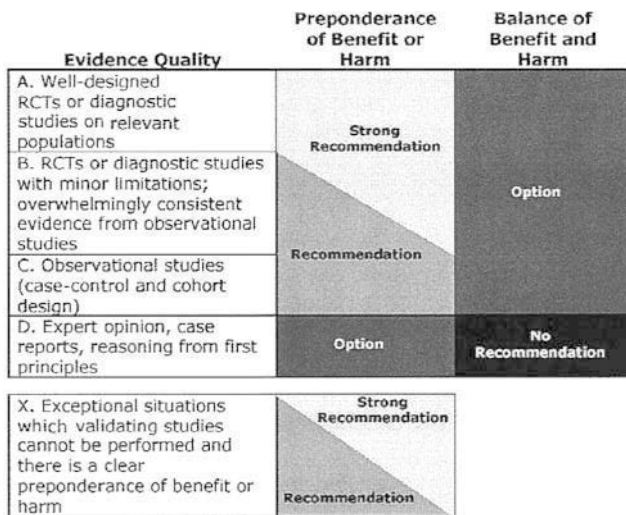 Preponderance
of Benefit or
Harm
Balance of
Benefit and
Harm
Evidence Quality
A. Well-designed
RCTs or diagnostic
studies on relevant
populations
Strong
Recommendation
B. RCTs or diagnostic studies
with minor limitations;
overwhelmingly consistent
evidence from observational
studies
Option
Recommendation
C. Observational studies
(case-control and cohort
design)
D. Expert opinion, case
reports, reasoning from first
principles
Option
No
Recommendation
X. Exceptional situations
which validating studies
cannot be performed and
there is a clear
preponderance of benefit or
harm
Strong
Recommendation
Recommendation